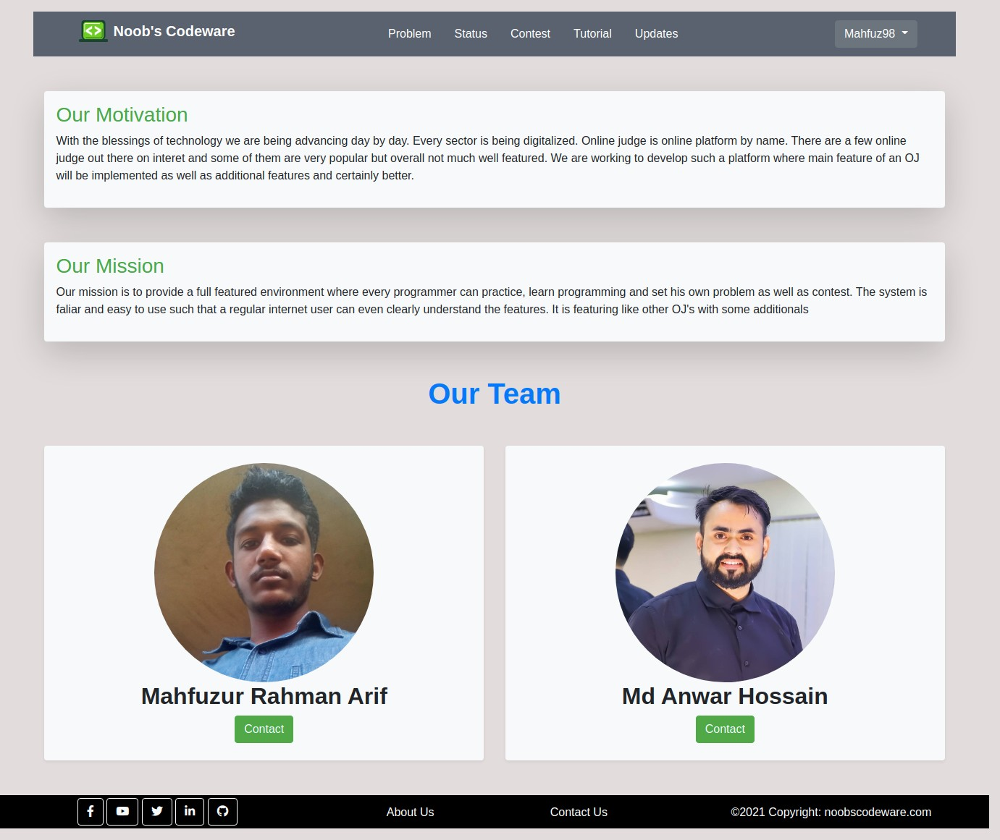 Noob's Codeware
Problem Status Contest Tutorial Updates
Mahfuz98
Our Motivation
With the blessings of technology we are being advancing day by day. Every sector is being digitalized. Online judge is online platform by name. There are a few online
judge out there on interet and some of them are very popular but overall not much well featured. We are working to develop such a platform where main feature of an OJ
will be implemented as well as additional features and certainly better.
Our Mission
Our mission is to provide a full featured environment where every programmer can practice, learn programming and set his own problem as well as contest. The system is
faliar and easy to use such that a regular internet user can even clearly understand the features. It is featuring like other OJ's with some additionals
Our Team
Mahfuzur Rahman Arif
Contact
Md Anwar Hossain
Contact
About Us
Contact Us
©2021 Copyright: noobscodeware.com